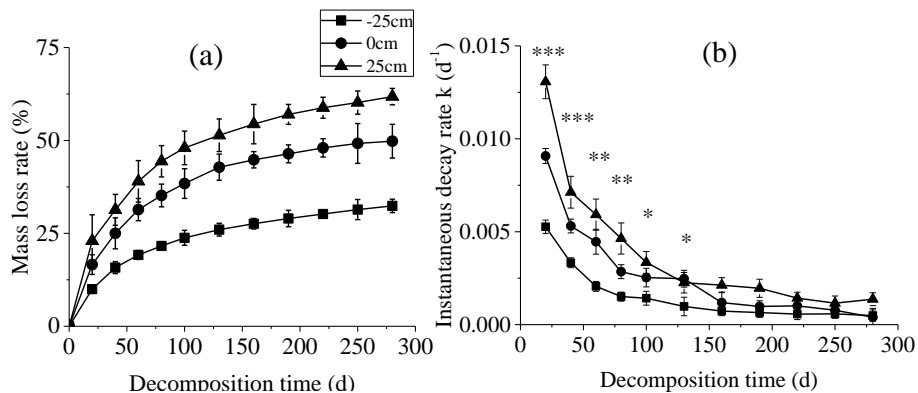 (a)
-25cm
0cm
25cm
Mass loss rate (%)
75
50
25
0
0 50 100 150 200 250 300
Decomposition time (d)
(b)
Instantaneous decay rate k (d⁻¹)
0.015
0.010
0.005
0.000
***
***
**
**
*
*
0 50 100 150 200 250 300
Decomposition time (d)